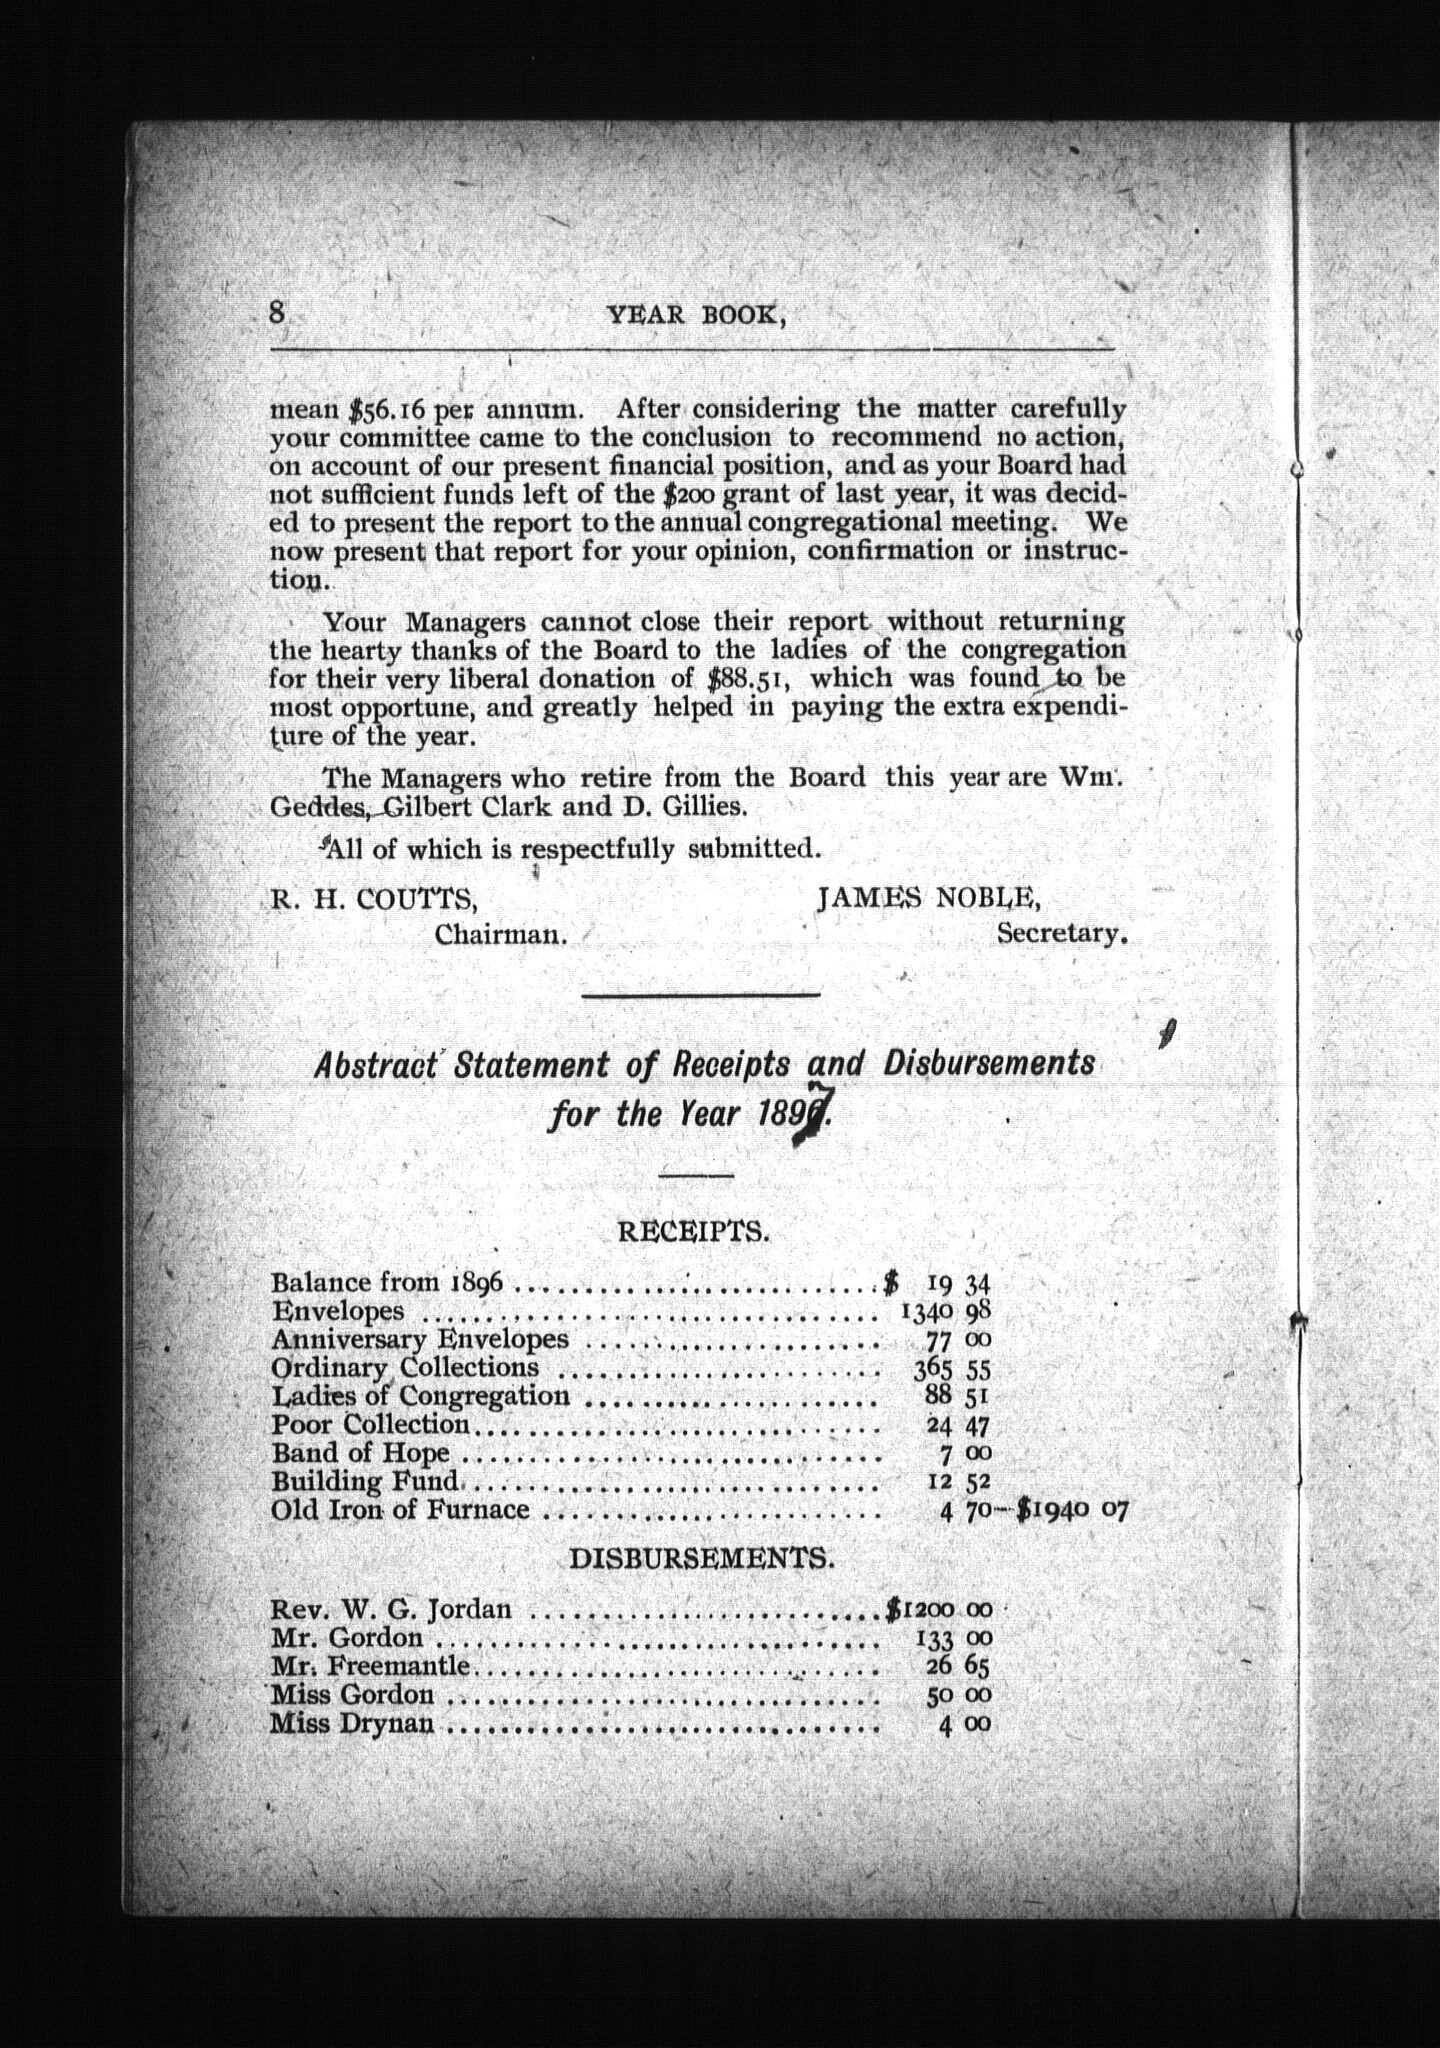 8 YEAR BOOK,
mean $56.16 per annum. After considering the matter carefully
your committee came to the conclusion to recommend no action,
on account of our present financial position, and as your Board had
not sufficient funds left of the $200 grant of last year, it was decid-
ed to present the report to the annual congregational meeting. We
now present that report for your opinion, confirmation or instruc-
tion.
Your Managers cannot close their report without returning
the hearty thanks of the Board to the ladies of the congregation
for their very liberal donation of $88.51, which was found to be
most opportune, and greatly helped in paying the extra expendi-
ture of the year.
The Managers who retire from the Board this year are Wm.
Geddes, Gilbert Clark and D. Gillies.
All of which is respectfully submitted.
R. H. COUTTS, JAMES NOBLE,
Chairman. Secretary.
Abstract Statement of Receipts and Disbursements
for the Year 1897.
RECEIPTS.
Balance from 1896 .......................... $ 19 34
Envelopes ................................ 1340 98
Anniversary Envelopes ..................... 77 00
Ordinary Collections ....................... 365 55
Ladies of Congregation ..................... 88 51
Poor Collection............................. 24 47
Band of Hope .............................. 7 00
Building Fund.............................. 12 52
Old Iron of Furnace ........................ 4 70—$1940 07
DISBURSEMENTS.
Rev. W. G. Jordan .........................$1200 00
Mr. Gordon ................................ 133 00
Mr. Freemantle............................. 26 65
Miss Gordon ............................... 50 00
Miss Drynan ............................... 4 00